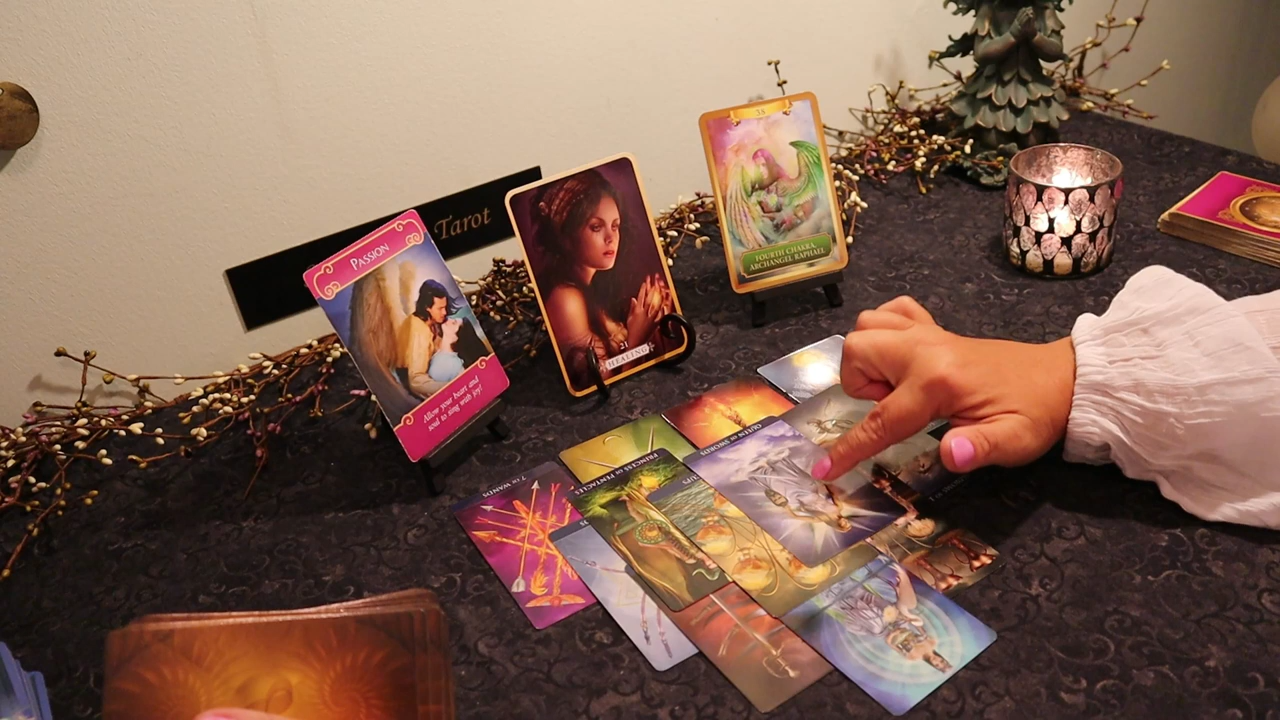 Tarot
PASSION
Allow your heart and
soul to sing with joy!
21
HEALING
38
FOURTH CHAKRA,
ARCHANGEL RAPHAEL
QUEEN OF SWORDS
PRINCESS OF PENTACLES
7 OF WANDS